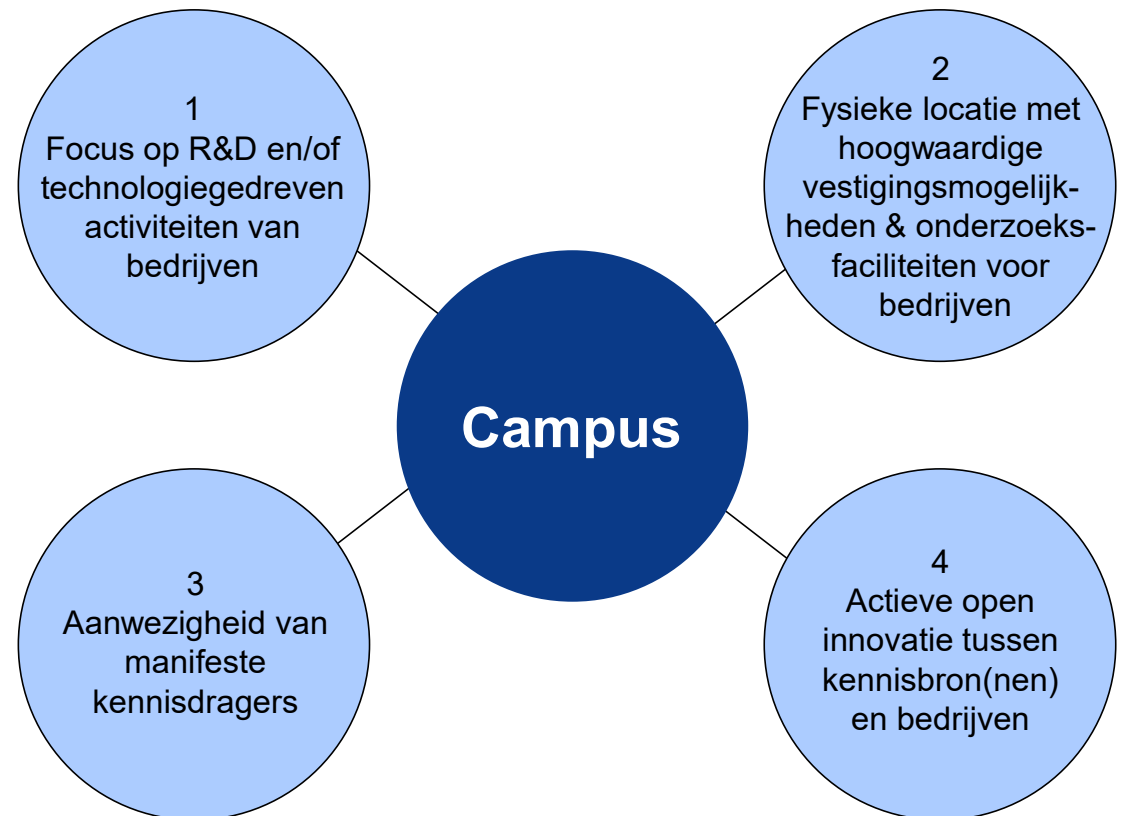 1
Focus op R&D en/of
technologiegedreven
activiteiten van
bedrijven
2
Fysieke locatie met
hoogwaardige
vestigingsmogelijk-
heden & onderzoeks-
faciliteiten voor
bedrijven
Campus
3
Aanwezigheid van
manifeste
kennisdragers
4
Actieve open
innovatie tussen
kennisbron(nen)
en bedrijven